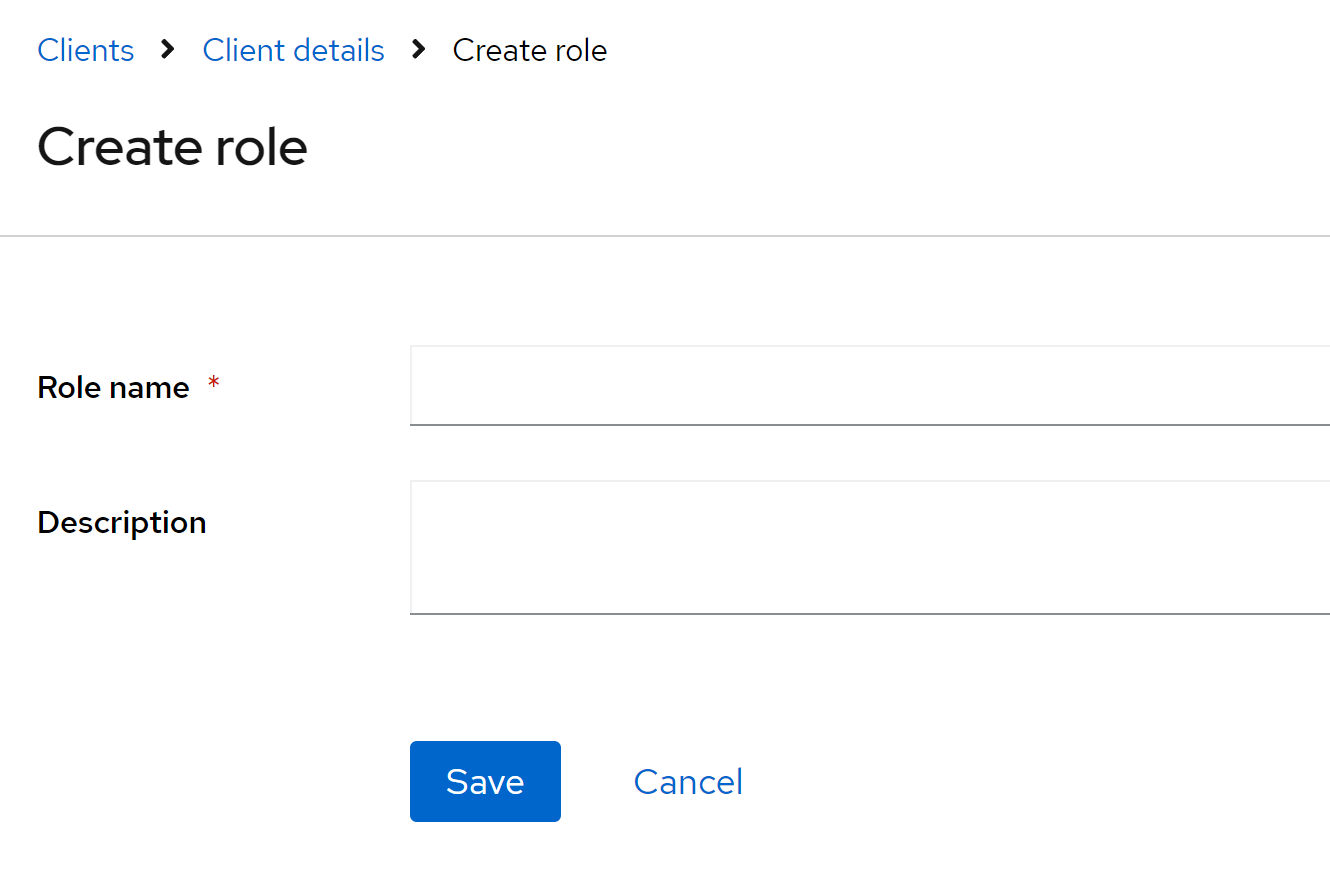 Clients > Client details > Create role
Create role
Role name *
Description
Save Cancel